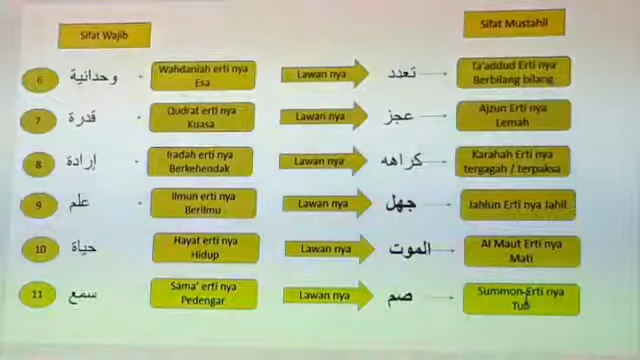 Sifat Wajib
Sifat Mustahil
6 وحدانية Wahdaniah erti nya Esa Lawan nya تعدد Ta'addud Erti nya Berbilang bilang
7 قدرة Qudrat erti nya Kuasa Lawan nya عجز Ajzun Erti nya Lemah
8 إرادة Iradah erti nya Berkehendak Lawan nya كراهه Karahah Erti nya tergagah / terpaksa
9 علم Ilmun erti nya Berilmu Lawan nya جهل Jahlun Erti nya Jahil
10 حياة Hayat erti nya Hidup Lawan nya الموت Al Maut Erti nya Mati
11 سمع Sama' erti nya Pedengar Lawan nya صم Summon Erti nya